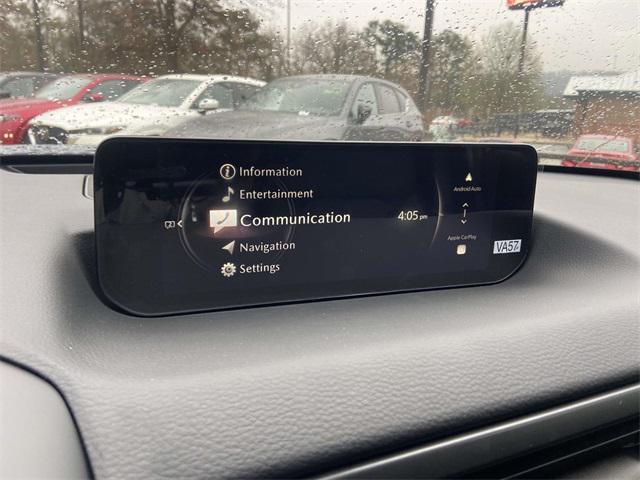 Information
Entertainment
Communication
Navigation
Settings
4:05 pm
Android Auto
Apple CarPlay
VA57